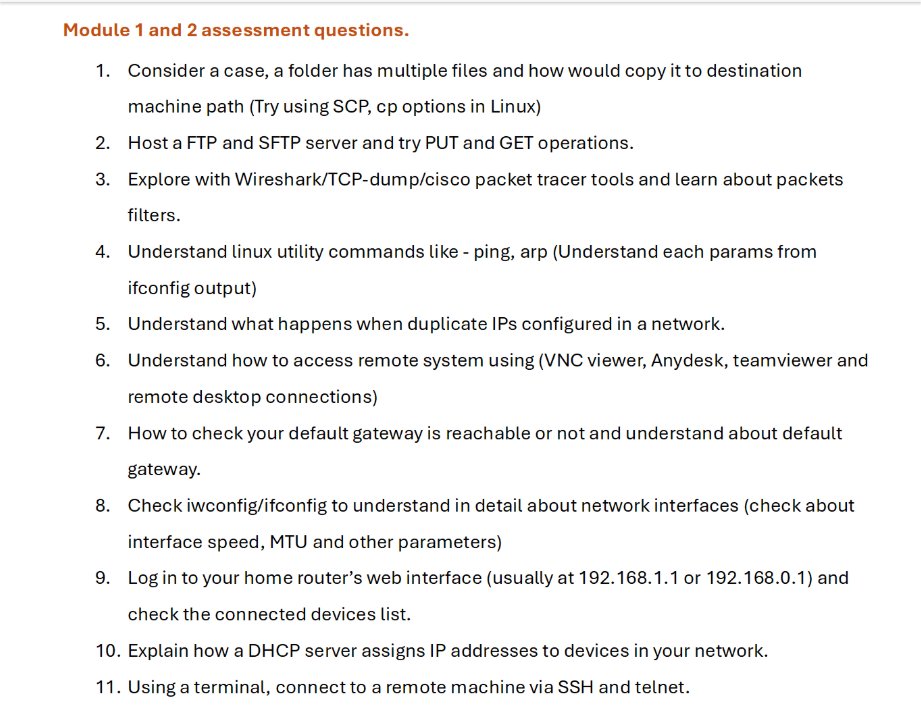 Module 1 and 2 assessment questions.
1. Consider a case, a folder has multiple files and how would copy it to destination
machine path (Try using SCP, cp options in Linux)
2. Host a FTP and SFTP server and try PUT and GET operations.
3. Explore with Wireshark/TCP-dump/cisco packet tracer tools and learn about packets
filters.
4. Understand linux utility commands like - ping, arp (Understand each params from
ifconfig output)
5. Understand what happens when duplicate IPs configured in a network.
6. Understand how to access remote system using (VNC viewer, Anydesk, teamviewer and
remote desktop connections)
7. How to check your default gateway is reachable or not and understand about default
gateway.
8. Check iwconfig/ifconfig to understand in detail about network interfaces (check about
interface speed, MTU and other parameters)
9. Log in to your home router’s web interface (usually at 192.168.1.1 or 192.168.0.1) and
check the connected devices list.
10. Explain how a DHCP server assigns IP addresses to devices in your network.
11. Using a terminal, connect to a remote machine via SSH and telnet.